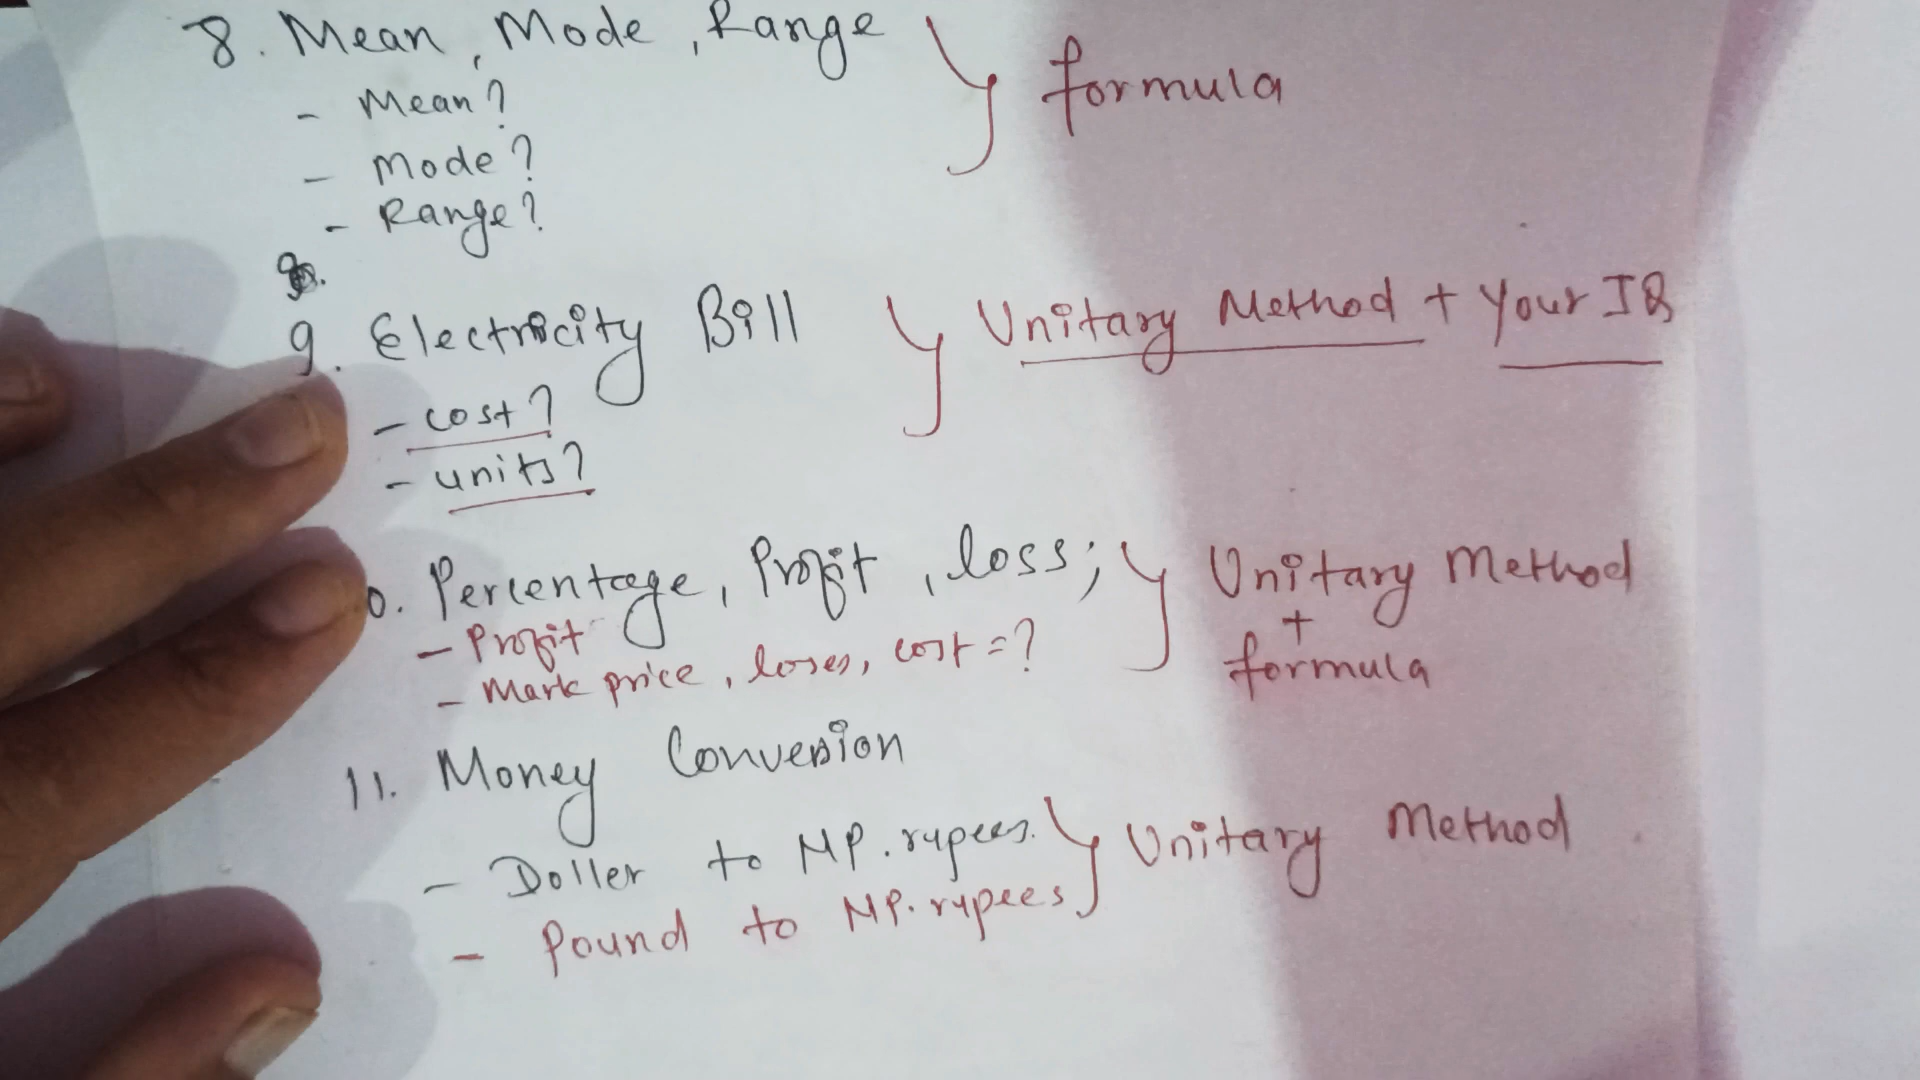 8. Mean, Mode, Range } formula
- Mean?
- Mode?
- Range?
9. Electricity Bill } Unitary Method + Your IQ
- cost?
- units?
0. Percentage, Profit, loss; } Unitary Method
+
formula
- Profit
- Mark price, loses, cost = ?
11. Money Convesion
- Doller to NP. rupees. } Unitary Method
- Pound to NP. rupees